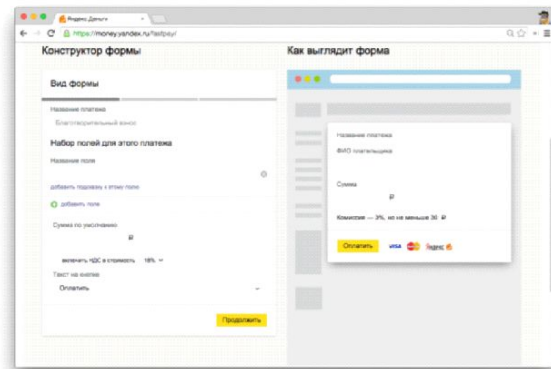 Яндекс.Деньги
https://money.yandex.ru/fastpay/
Конструктор формы
Вид формы
Название платежа
Благотворительный взнос
Набор полей для этого платежа
Название поля
добавить подсказку к этому полю
добавить поле
Сумма по умолчанию
₽
включить НДС в стоимость 18%
Текст на кнопке
Оплатить
Продолжить
Как выглядит форма
Название платежа
ФИО плательщика
Сумма
₽
Комиссия — 3%, но не меньше 30 ₽
Оплатить VISA MasterCard Яндекс